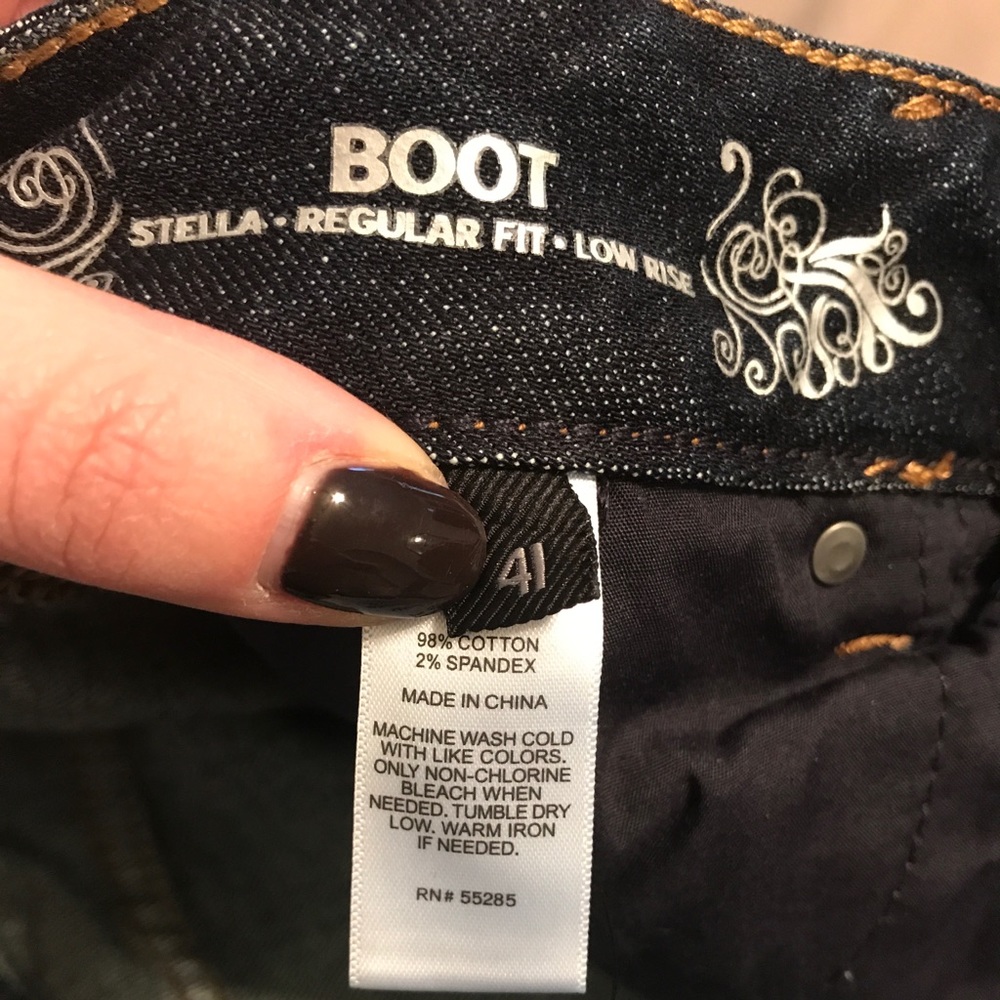 BOOT
STELLA • REGULAR FIT • LOW RISE
98% COTTON
2% SPANDEX
MADE IN CHINA
MACHINE WASH COLD
WITH LIKE COLORS.
ONLY NON-CHLORINE
BLEACH WHEN
NEEDED. TUMBLE DRY
LOW. WARM IRON
IF NEEDED.
RN# 55285